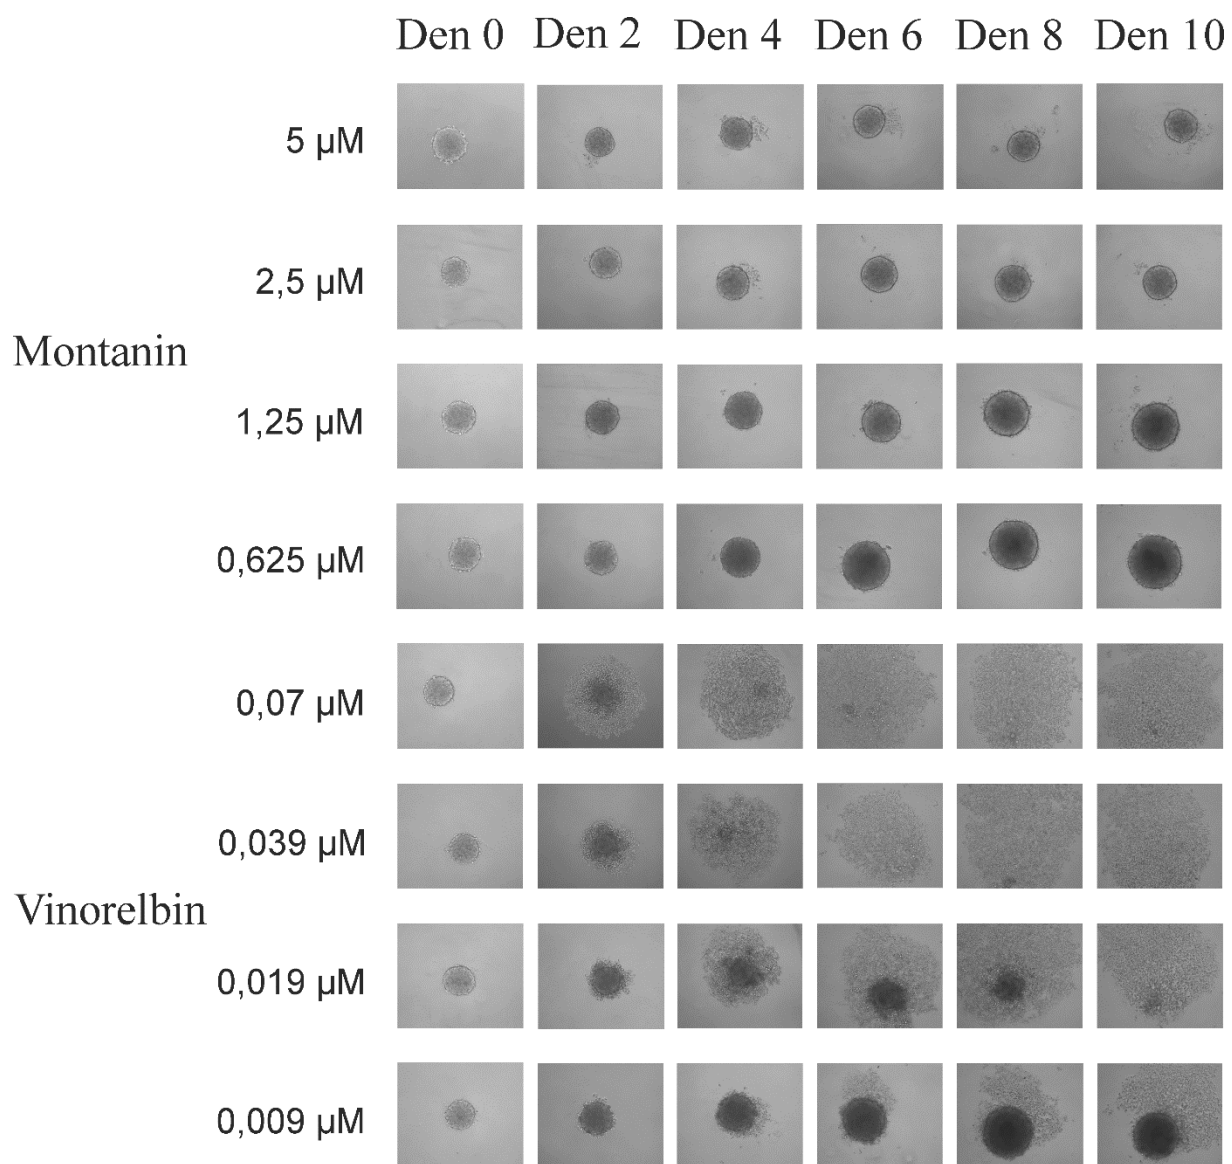 Den 0 Den 2 Den 4 Den 6 Den 8 Den 10
5 µM
2,5 µM
Montanin
1,25 µM
0,625 µM
0,07 µM
0,039 µM
Vinorelbin
0,019 µM
0,009 µM